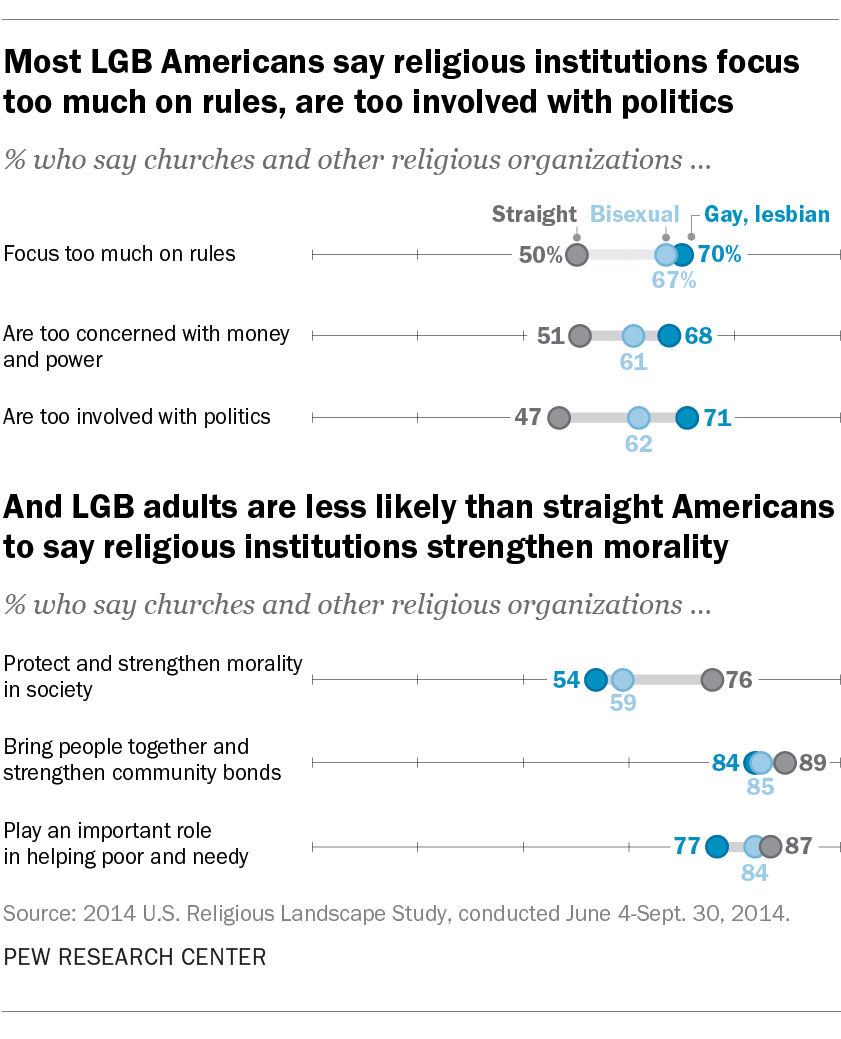 Most LGB Americans say religious institutions focus
too much on rules, are too involved with politics
% who say churches and other religious organizations ...
Straight Bisexual Gay, lesbian
Focus too much on rules 50% 70%
67%
Are too concerned with money
and power
51 68
61
Are too involved with politics 47 71
62
And LGB adults are less likely than straight Americans
to say religious institutions strengthen morality
% who say churches and other religious organizations ...
Protect and strengthen morality
in society
54 76
59
Bring people together and
strengthen community bonds
84 89
85
Play an important role
in helping poor and needy
77 87
84
Source: 2014 U.S. Religious Landscape Study, conducted June 4-Sept. 30, 2014.
PEW RESEARCH CENTER